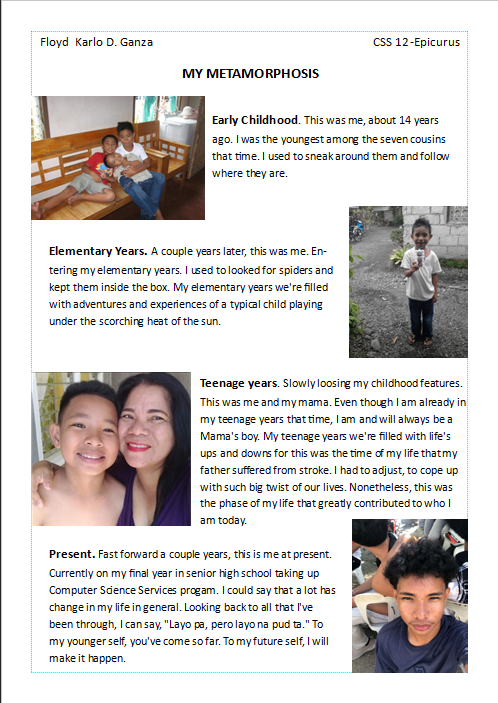 Floyd Karlo D. Ganza CSS 12-Epicurus
MY METAMORPHOSIS
Early Childhood. This was me, about 14 years
ago. I was the youngest among the seven cousins
that time. I used to sneak around them and follow
where they are.
Elementary Years. A couple years later, this was me. En-
tering my elementary years. I used to looked for spiders and
kept them inside the box. My elementary years we're filled
with adventures and experiences of a typical child playing
under the scorching heat of the sun.
Teenage years. Slowly loosing my childhood features.
This was me and my mama. Even though I am already in
my teenage years that time, I am and will always be a
Mama's boy. My teenage years we're filled with life's
ups and downs for this was the time of my life that my
father suffered from stroke. I had to adjust, to cope up
with such big twist of our lives. Nonetheless, this was
the phase of my life that greatly contributed to who I
am today.
Present. Fast forward a couple years, this is me at present.
Currently on my final year in senior high school taking up
Computer Science Services progam. I could say that a lot has
change in my life in general. Looking back to all that I've
been through, I can say, "Layo pa, pero layo na pud ta." To
my younger self, you've come so far. To my future self, I will
make it happen.